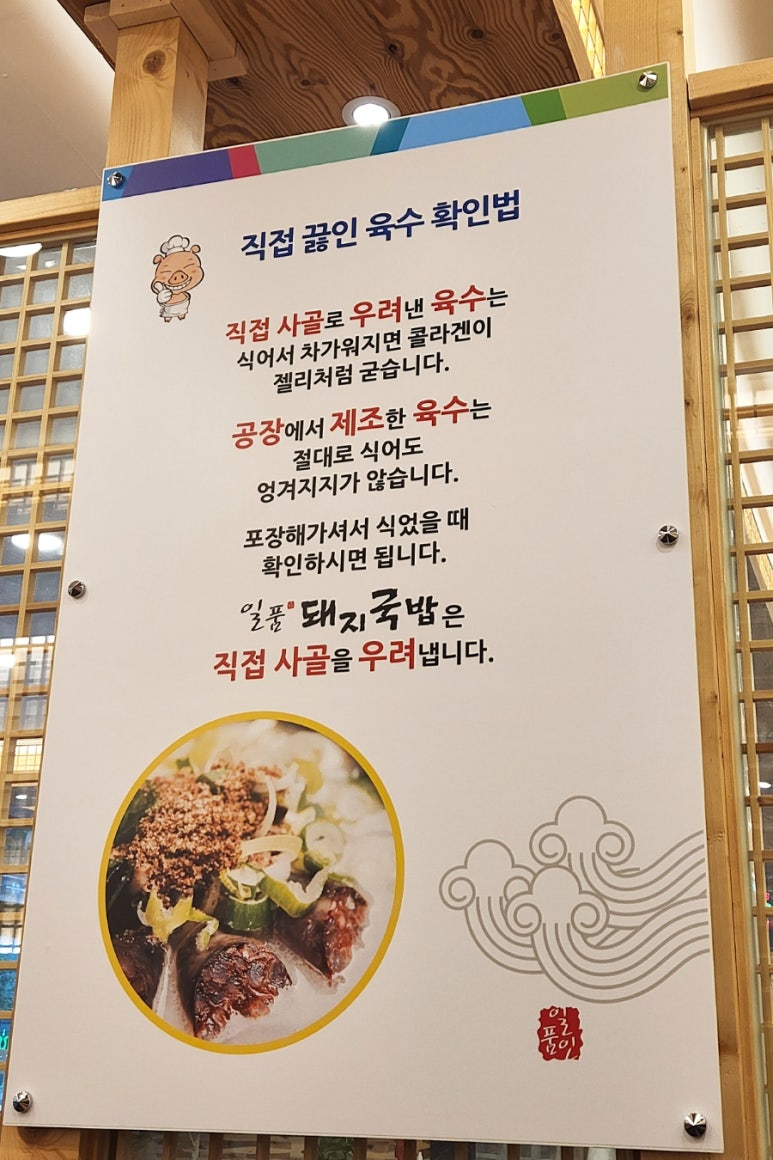 직접 끓인 육수 확인법
직접 사골로 우려낸 육수는
식어서 차가워지면 콜라겐이
젤리처럼 굳습니다.
공장에서 제조한 육수는
절대로 식어도
엉겨지지가 않습니다.
포장해가셔서 식었을 때
확인하시면 됩니다.
일품 돼지국밥은
직접 사골을 우려냅니다.